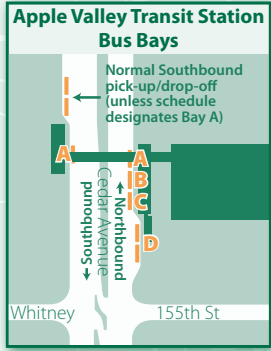 Apple Valley Transit Station
Bus Bays
Normal Southbound
pick-up/drop-off
(unless schedule
designates Bay A)
A
A
B
C
D
Southbound
Cedar Avenue
Northbound
Whitney
155th St